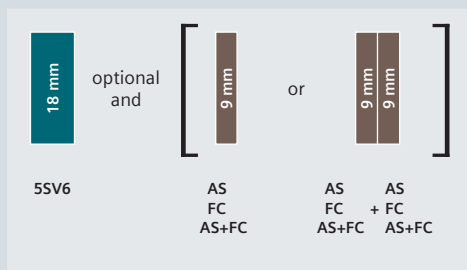 18 mm
optional
and
9 mm
or
9 mm
9 mm
5SV6
AS
FC
AS+FC
AS AS
FC + FC
AS+FC AS+FC